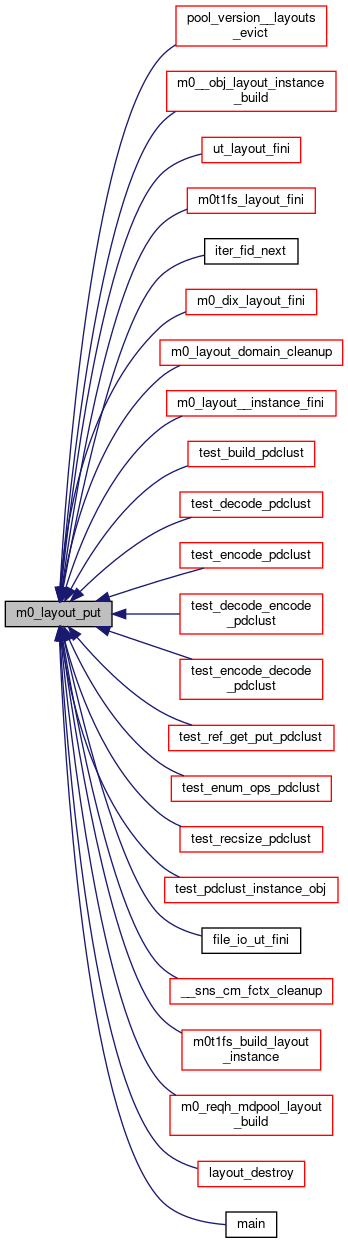 pool_version__layouts
_evict
m0__obj_layout_instance
_build
ut_layout_fini
m0t1fs_layout_fini
iter_fid_next
m0_dix_layout_fini
m0_layout_domain_cleanup
m0_layout__instance_fini
test_build_pdclust
test_decode_pdclust
test_encode_pdclust
m0_layout_put
test_decode_encode
_pdclust
test_encode_decode
_pdclust
test_ref_get_put_pdclust
test_enum_ops_pdclust
test_recsize_pdclust
test_pdclust_instance_obj
file_io_ut_fini
__sns_cm_fctx_cleanup
m0t1fs_build_layout
_instance
m0_reqh_mdpool_layout
_build
layout_destroy
main